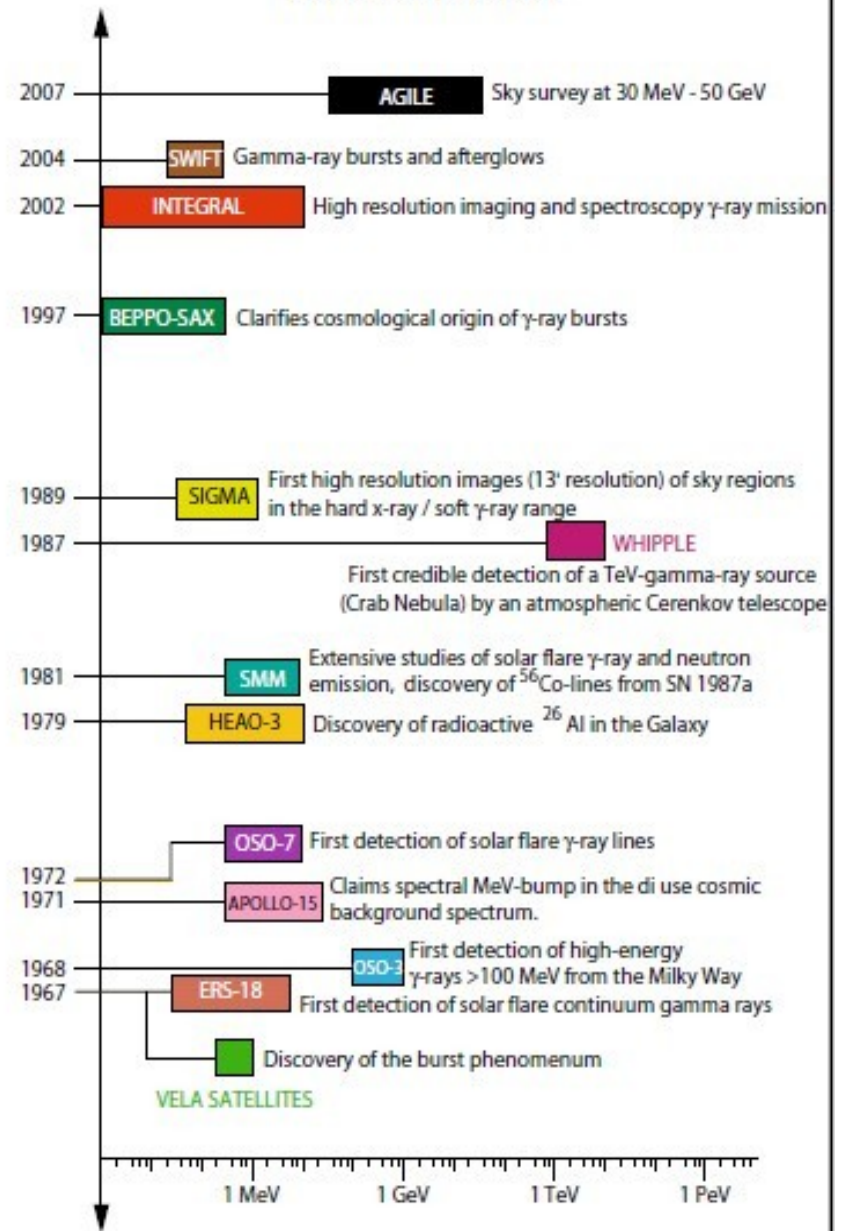 2007
AGILE
Sky survey at 30 MeV - 50 GeV
2004
SWIFT
Gamma-ray bursts and afterglows
2002
INTEGRAL
High resolution imaging and spectroscopy γ-ray mission
1997
BEPPO-SAX
Clarifies cosmological origin of γ-ray bursts
1989
SIGMA
First high resolution images (13' resolution) of sky regions
in the hard x-ray / soft γ-ray range
1987
WHIPPLE
First credible detection of a TeV-gamma-ray source
(Crab Nebula) by an atmospheric Cerenkov telescope
1981
SMM
Extensive studies of solar flare γ-ray and neutron
emission, discovery of ⁵⁶Co-lines from SN 1987a
1979
HEAO-3
Discovery of radioactive ²⁶ Al in the Galaxy
OSO-7
First detection of solar flare γ-ray lines
1972
1971
APOLLO-15
Claims spectral MeV-bump in the di use cosmic
background spectrum.
1968
OSO-3
First detection of high-energy
γ-rays >100 MeV from the Milky Way
1967
ERS-18
First detection of solar flare continuum gamma rays
Discovery of the burst phenomenum
VELA SATELLITES
1 MeV
1 GeV
1 TeV
1 PeV